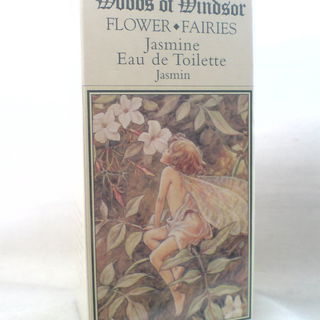 Woods of Windsor
FLOWER◆FAIRIES
Jasmine
Eau de Toilette
Jasmin